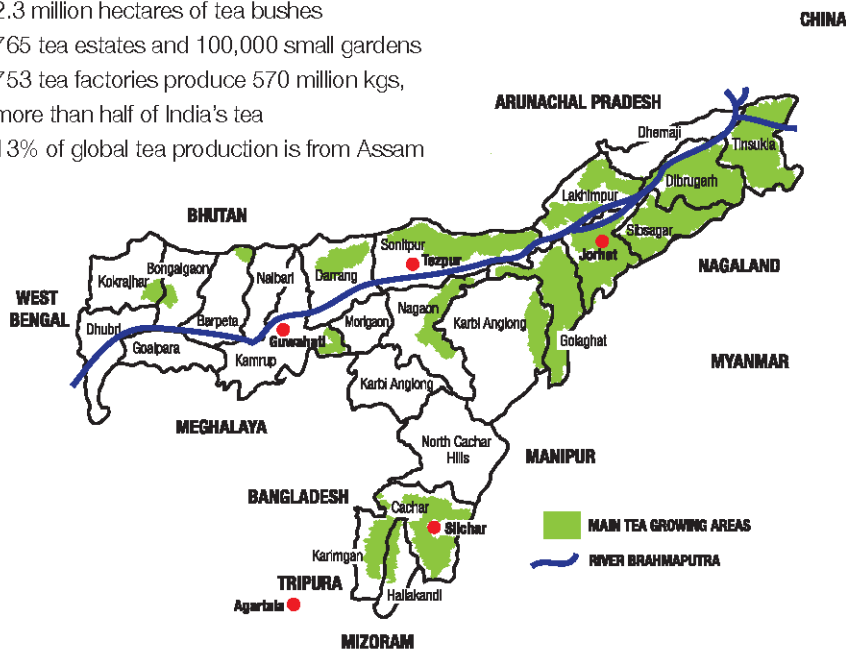 2.3 million hectares of tea bushes
765 tea estates and 100,000 small gardens
753 tea factories produce 570 million kgs,
more than half of India's tea
13% of global tea production is from Assam
CHINA
ARUNACHAL PRADESH
Dhemaji
Tinsukia
Dibrugarh
Lakhimpur
BHUTAN
Sonitpur
Sibsagar
Tezpur
Jorhat
Bongaigaon
Nalbari
Darrang
NAGALAND
Kokrajhar
WEST
BENGAL
Barpeta
Morigaon
Nagaon
Karbi Anglong
Dhubri
Goalpara
Guwahati
Golaghat
Kamrup
MYANMAR
Karbi Anglong
MEGHALAYA
North Cachar
Hills
MANIPUR
BANGLADESH
Cachar
Silchar
MAIN TEA GROWING AREAS
Karimgan
RIVER BRAHMAPUTRA
TRIPURA
Hailakandi
Agartala
MIZORAM